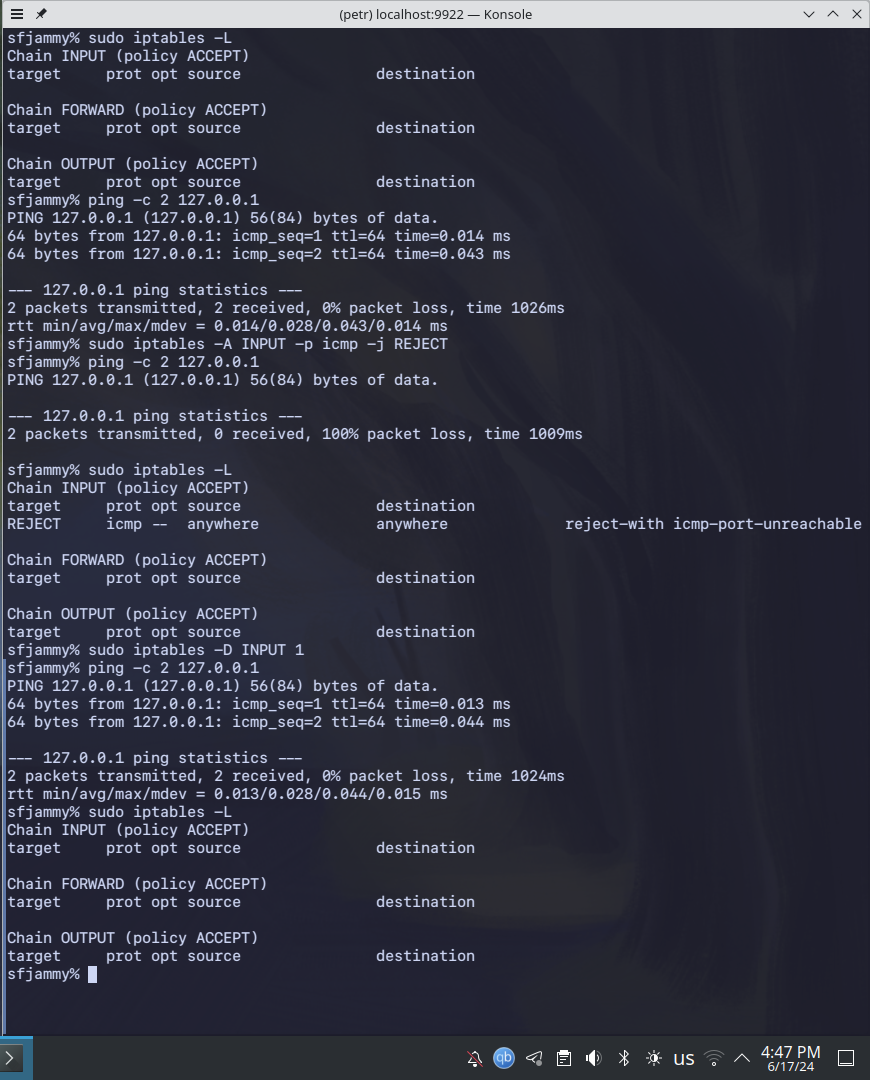 (petr) localhost:9922 — Konsole
sfjammy% sudo iptables -L
Chain INPUT (policy ACCEPT)
target     prot opt source               destination
Chain FORWARD (policy ACCEPT)
target     prot opt source               destination
Chain OUTPUT (policy ACCEPT)
target     prot opt source               destination
sfjammy% ping -c 2 127.0.0.1
PING 127.0.0.1 (127.0.0.1) 56(84) bytes of data.
64 bytes from 127.0.0.1: icmp_seq=1 ttl=64 time=0.014 ms
64 bytes from 127.0.0.1: icmp_seq=2 ttl=64 time=0.043 ms
--- 127.0.0.1 ping statistics ---
2 packets transmitted, 2 received, 0% packet loss, time 1026ms
rtt min/avg/max/mdev = 0.014/0.028/0.043/0.014 ms
sfjammy% sudo iptables -A INPUT -p icmp -j REJECT
sfjammy% ping -c 2 127.0.0.1
PING 127.0.0.1 (127.0.0.1) 56(84) bytes of data.
--- 127.0.0.1 ping statistics ---
2 packets transmitted, 0 received, 100% packet loss, time 1009ms
sfjammy% sudo iptables -L
Chain INPUT (policy ACCEPT)
target     prot opt source               destination
REJECT     icmp --  anywhere             anywhere             reject-with icmp-port-unreachable
Chain FORWARD (policy ACCEPT)
target     prot opt source               destination
Chain OUTPUT (policy ACCEPT)
target     prot opt source               destination
sfjammy% sudo iptables -D INPUT 1
sfjammy% ping -c 2 127.0.0.1
PING 127.0.0.1 (127.0.0.1) 56(84) bytes of data.
64 bytes from 127.0.0.1: icmp_seq=1 ttl=64 time=0.013 ms
64 bytes from 127.0.0.1: icmp_seq=2 ttl=64 time=0.044 ms
--- 127.0.0.1 ping statistics ---
2 packets transmitted, 2 received, 0% packet loss, time 1024ms
rtt min/avg/max/mdev = 0.013/0.028/0.044/0.015 ms
sfjammy% sudo iptables -L
Chain INPUT (policy ACCEPT)
target     prot opt source               destination
Chain FORWARD (policy ACCEPT)
target     prot opt source               destination
Chain OUTPUT (policy ACCEPT)
target     prot opt source               destination
sfjammy%
qb
us
4:47 PM
6/17/24